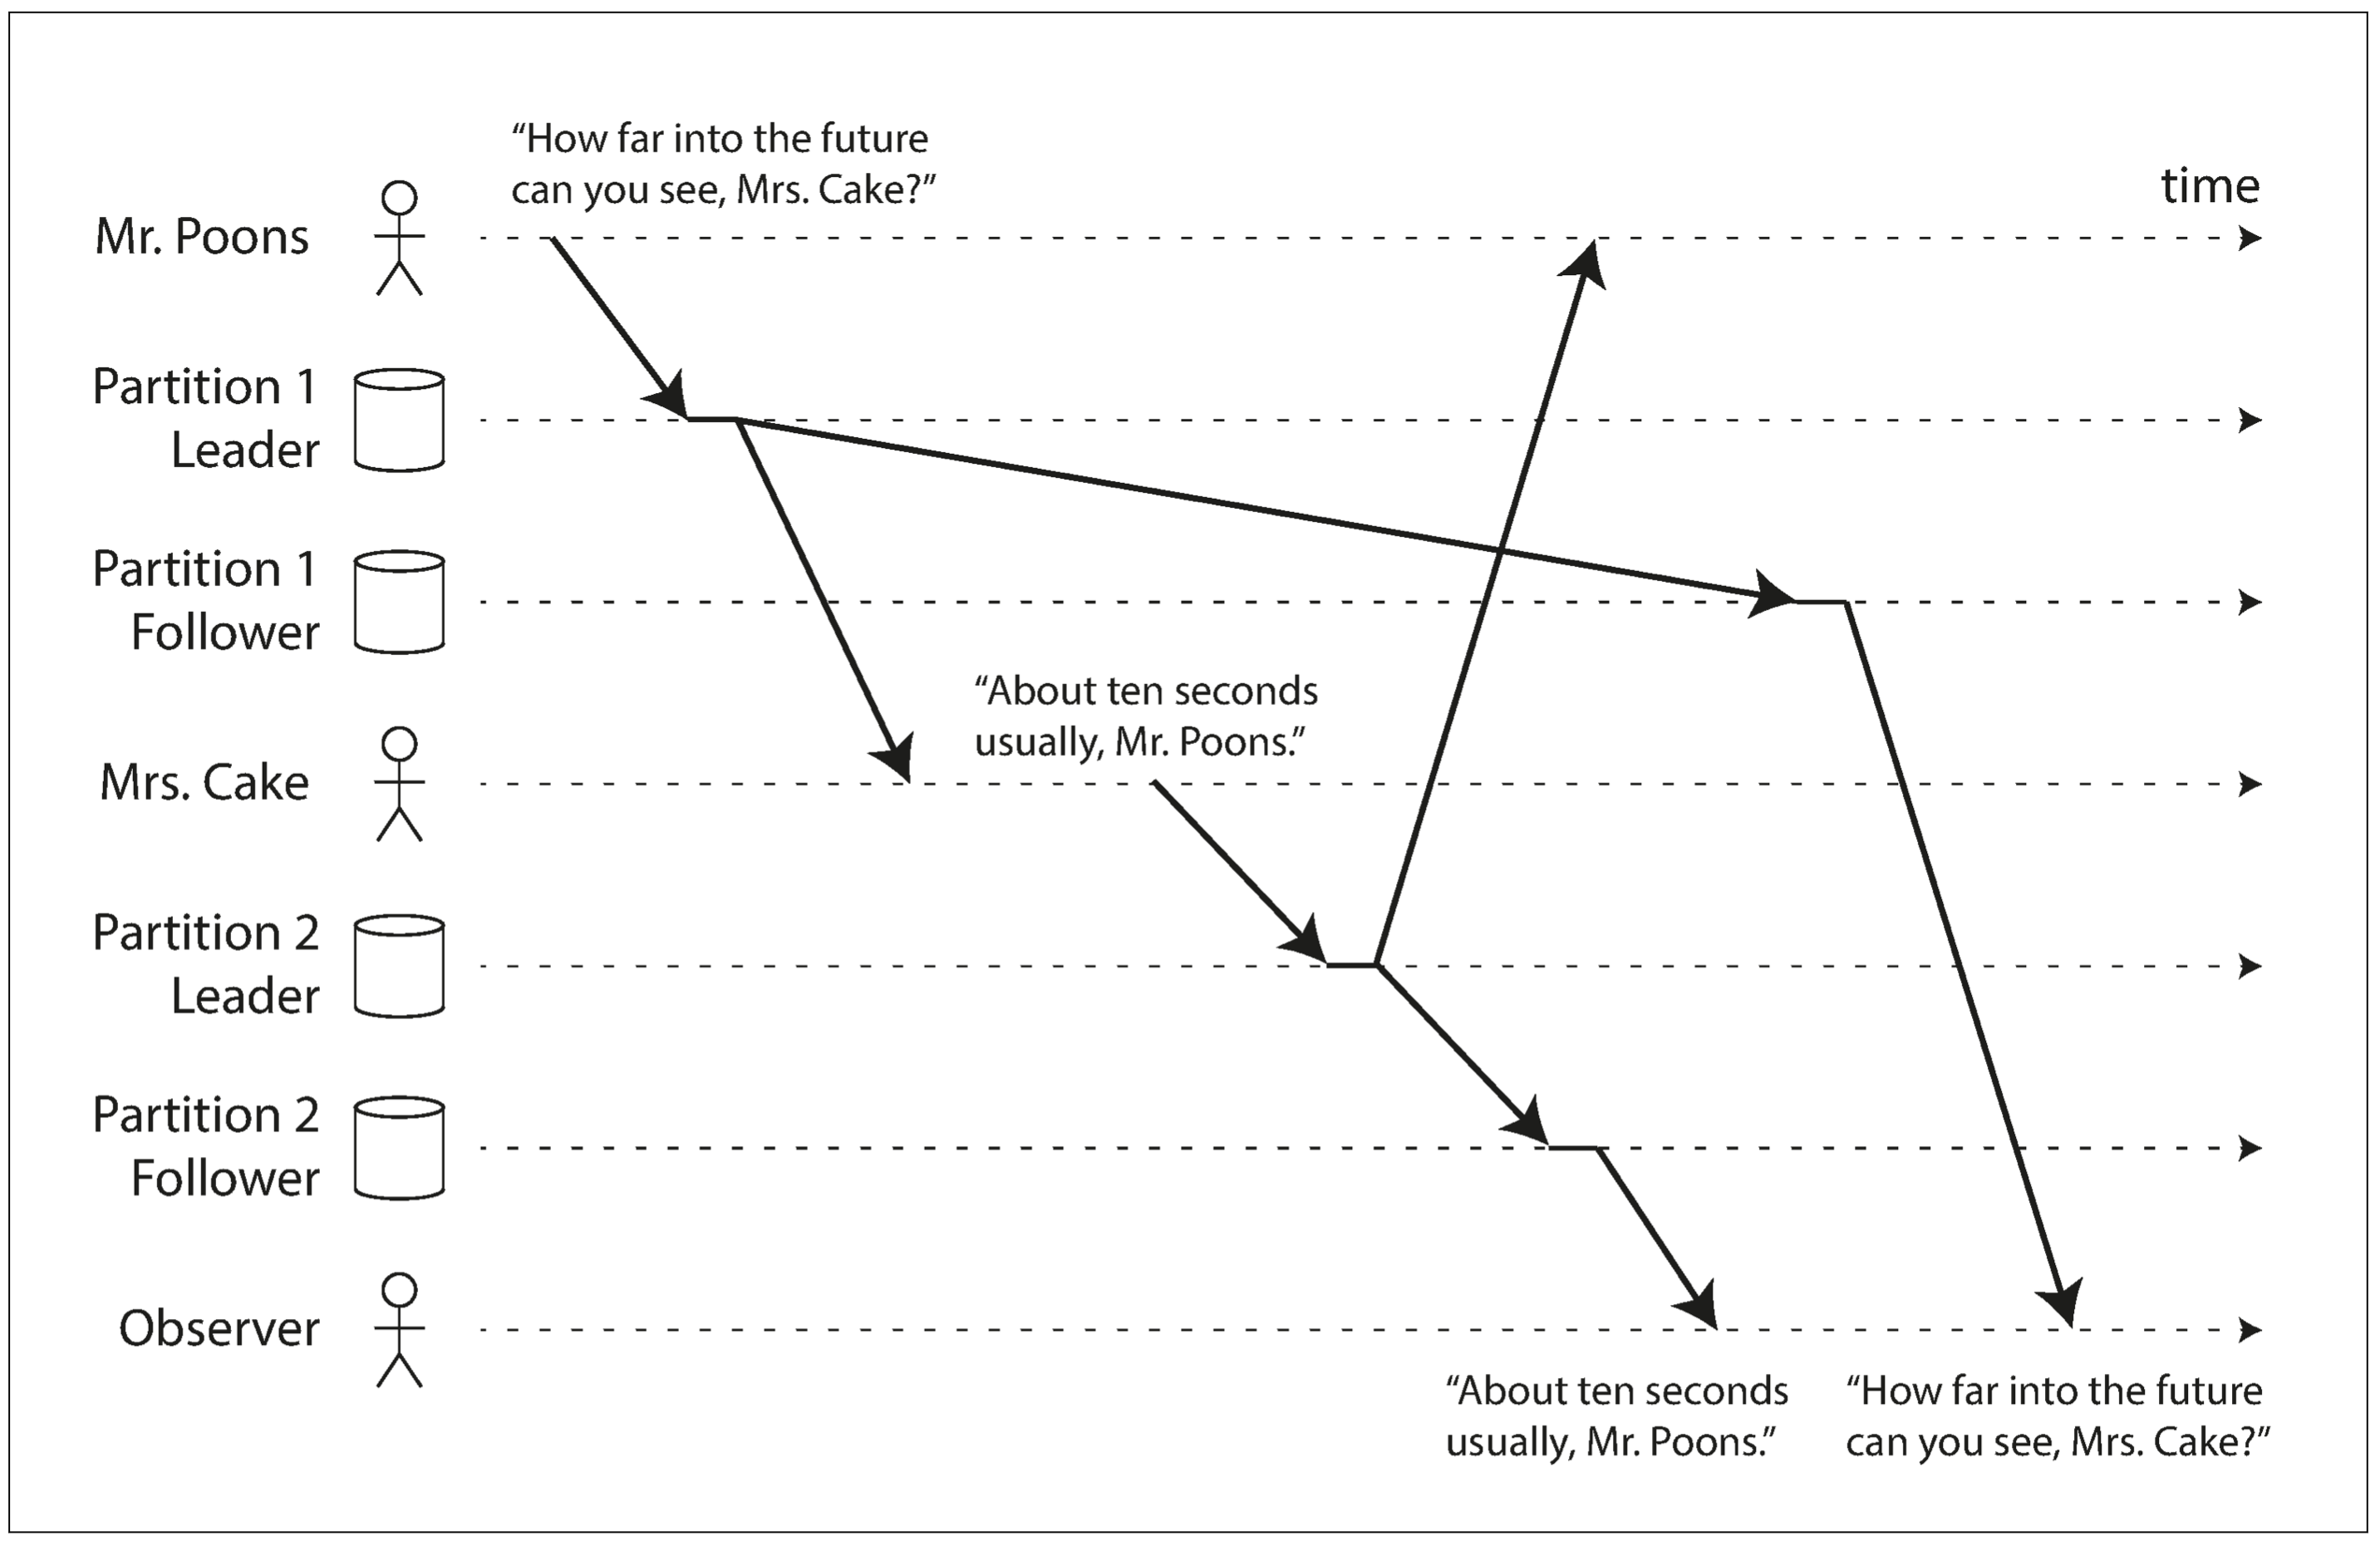 “How far into the future
can you see, Mrs. Cake?”
time
Mr. Poons
Partition 1
Leader
Partition 1
Follower
“About ten seconds
usually, Mr. Poons.”
Mrs. Cake
Partition 2
Leader
Partition 2
Follower
Observer
“About ten seconds
usually, Mr. Poons.”
“How far into the future
can you see, Mrs. Cake?”